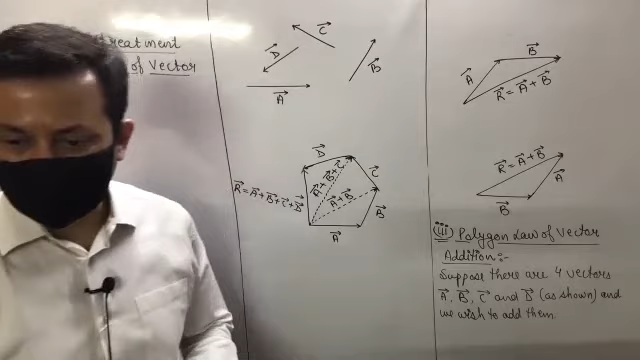 Treatment
of Vector
C⃗
D⃗
B⃗
A⃗
D⃗
A⃗+B⃗+C⃗
C⃗
R⃗ = A⃗+B⃗+C⃗+D⃗
A⃗+B⃗
B⃗
A⃗
B⃗
A⃗
R⃗ = A⃗+B⃗
R⃗ = A⃗+B⃗
A⃗
B⃗
(iii) Polygon Law of Vector
Addition:-
Suppose there are 4 vectors
A⃗, B⃗, C⃗ and D⃗ (as shown) and
we wish to add them.